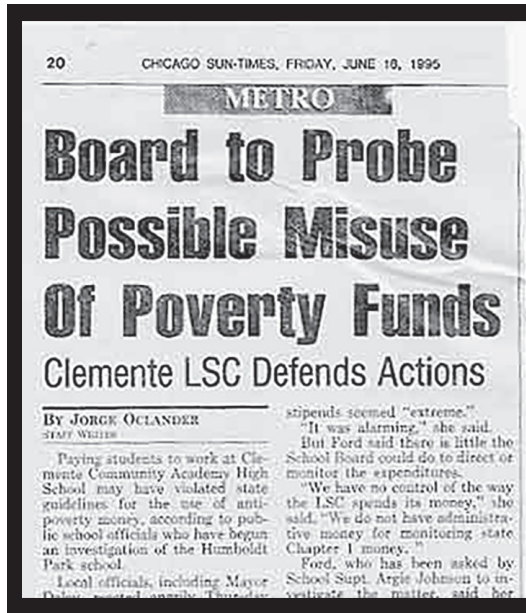 20
CHICAGO SUN-TIMES, FRIDAY, JUNE 16, 1995
METRO
Board to Probe
Possible Misuse
Of Poverty Funds
Clemente LSC Defends Actions
BY JORGE OCLANDER
STAFF WRITER
Paying students to work at Cle-
mente Community Academy High
School may have violated state
guidelines for the use of anti-
poverty money, according to pub-
lic school officials who have begun
an investigation of the Humboldt
Park school.
Local officials, including Mayor
Daley, reacted angrily Thursday
stipends seemed "extreme."
"It was alarming," she said.
But Ford said there is little the
School Board could do to direct or
monitor the expenditures.
"We have no control of the way
the LSC spends its money," she
said. "We do not have administra-
tive money for monitoring state
Chapter 1 money."
Ford, who has been asked by
School Supt. Argie Johnson to in-
vestigate the matter, said her